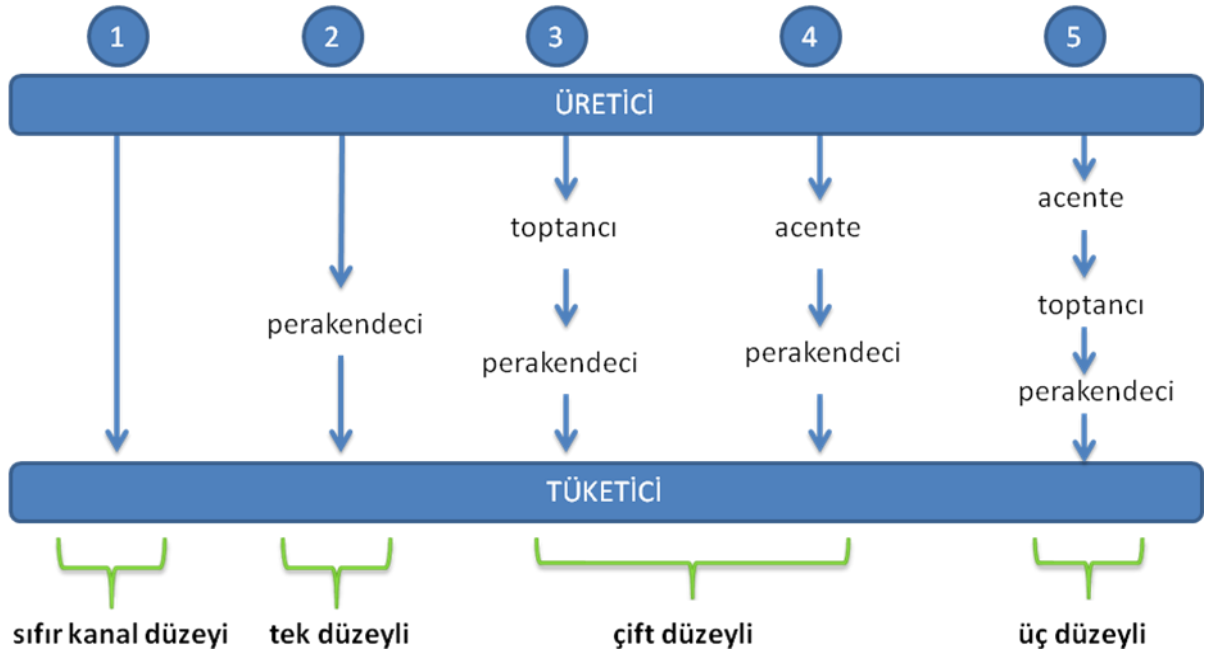 1 2 3 4 5
ÜRETİCİ
acente
toptancı acente
toptancı
perakendeci
perakendeci perakendeci
perakendeci
TÜKETİCİ
sıfır kanal düzeyi tek düzeyli çift düzeyli üç düzeyli